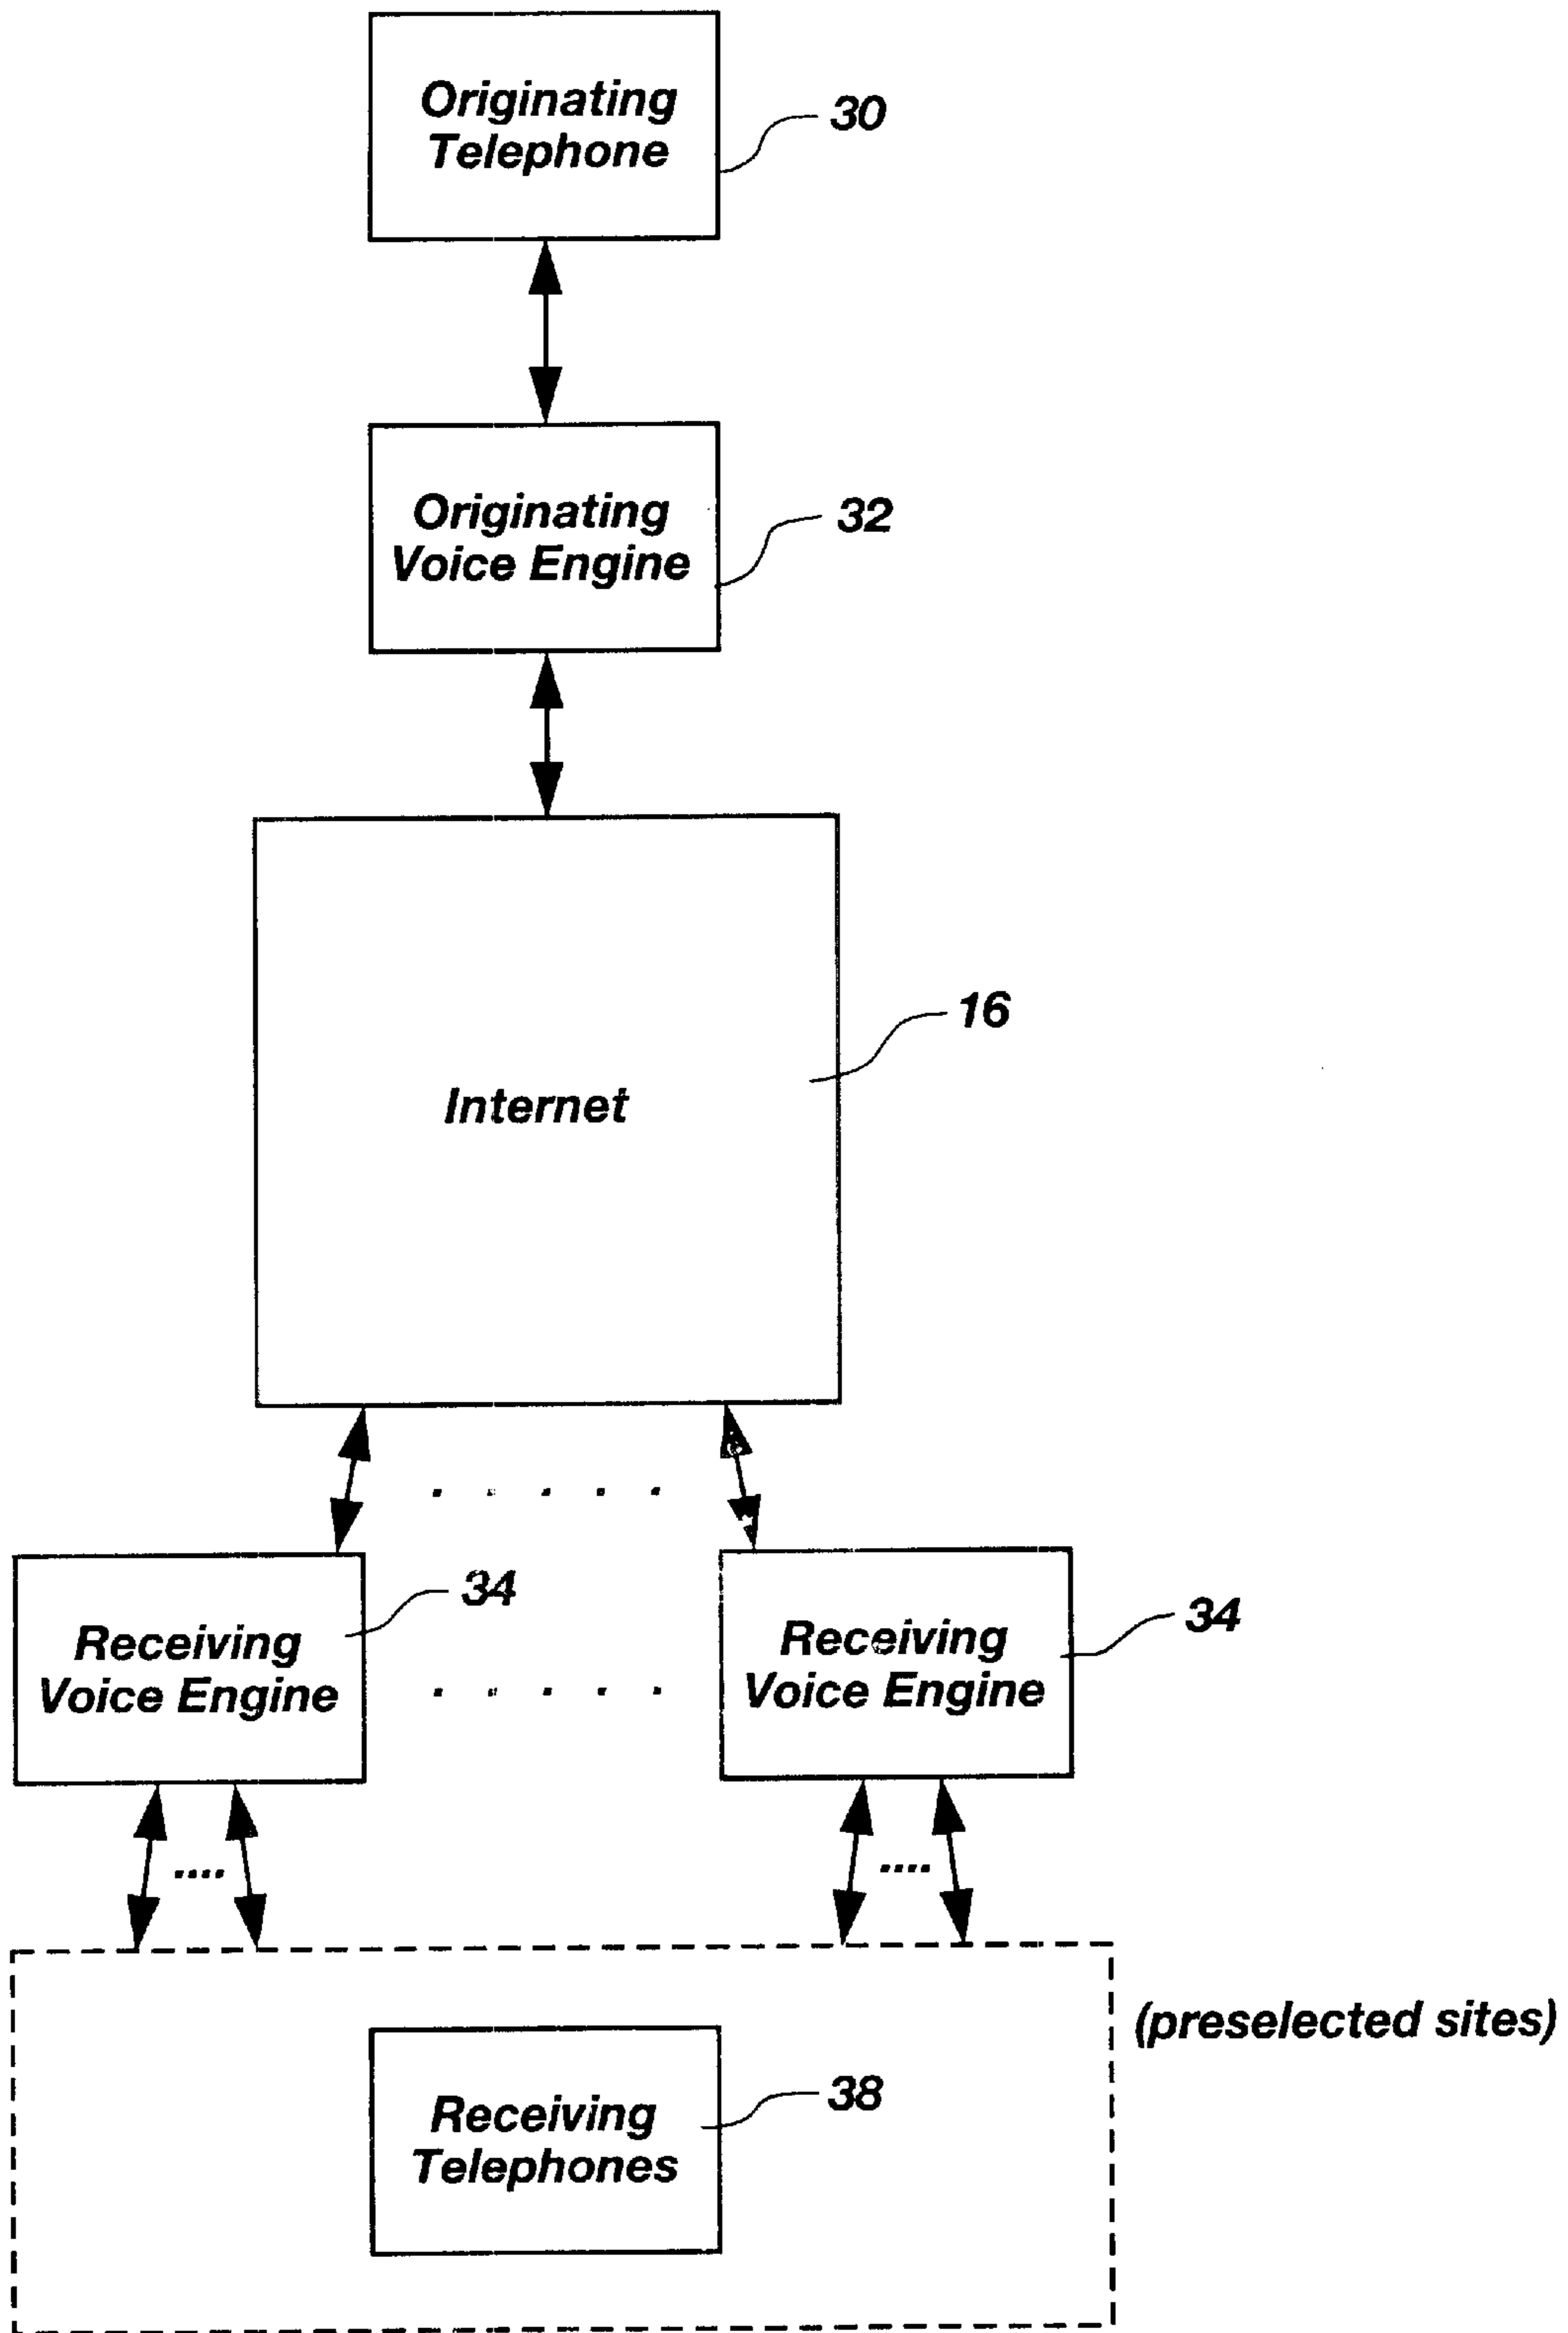 Originating
Telephone
30
Originating
Voice Engine
32
Internet
16
Receiving
Voice Engine
34
Receiving
Voice Engine
34
(preselected sites)
Receiving
Telephones
38